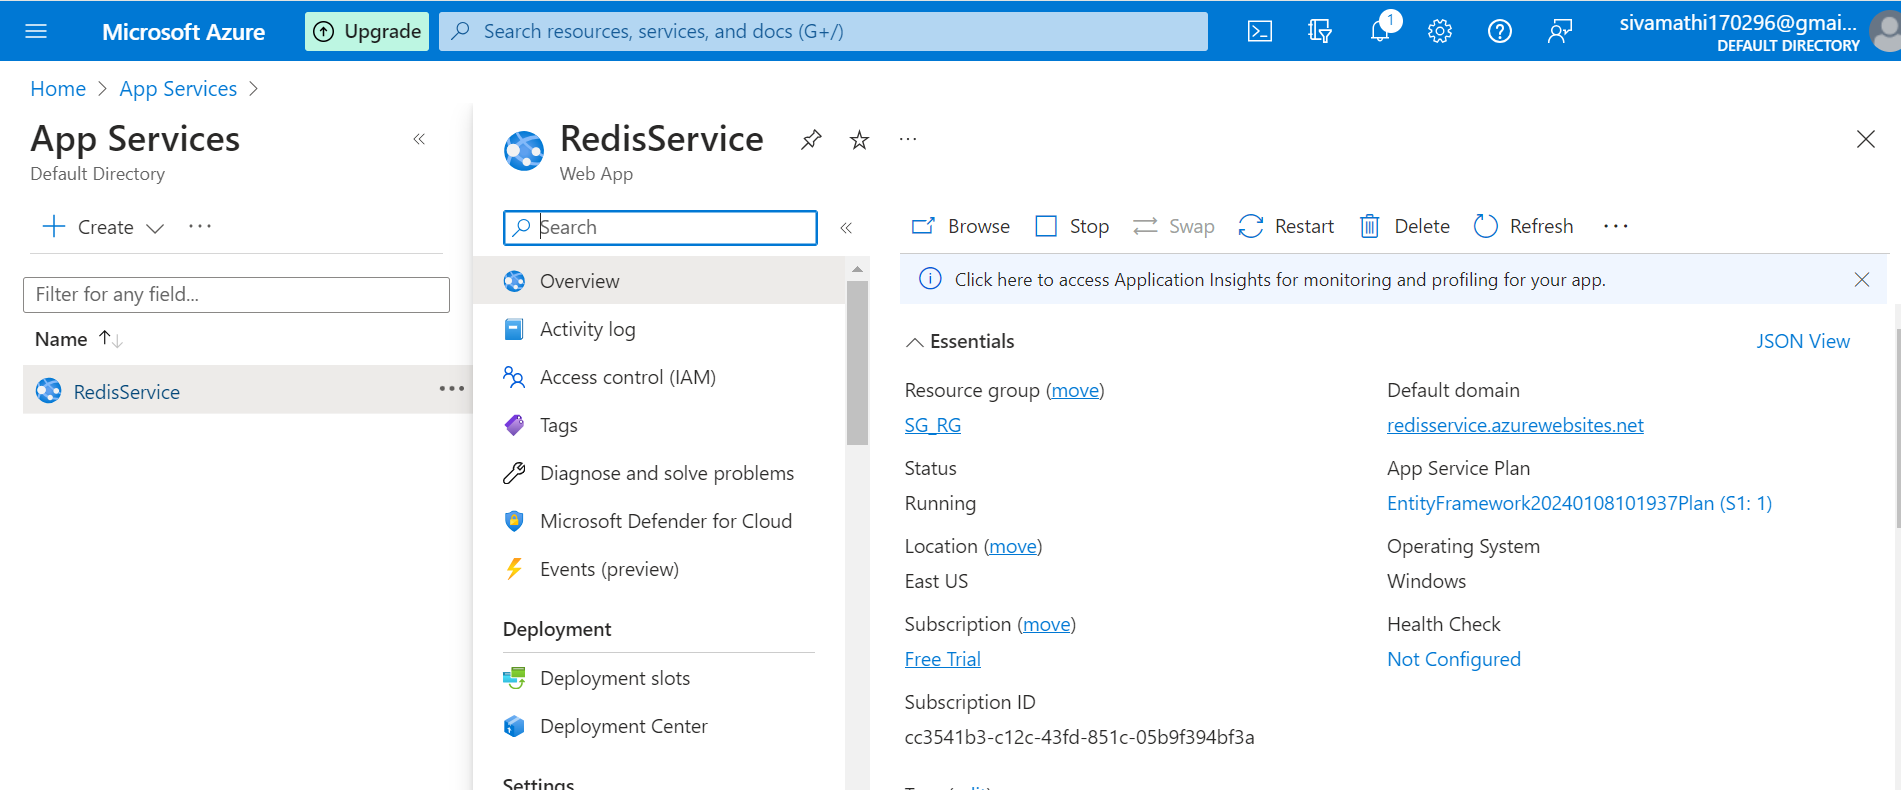 Microsoft Azure
Upgrade
Search resources, services, and docs (G+/)
1
sivamathi170296@gmai...
DEFAULT DIRECTORY
Home > App Services >
App Services
Default Directory
Create
Filter for any field...
Name
RedisService
RedisService
Web App
Search
Overview
Activity log
Access control (IAM)
Tags
Diagnose and solve problems
Microsoft Defender for Cloud
Events (preview)
Deployment
Deployment slots
Deployment Center
Settings
Browse Stop Swap Restart Delete Refresh
Click here to access Application Insights for monitoring and profiling for your app.
Essentials
JSON View
Resource group (move)
SG_RG
Status
Running
Location (move)
East US
Subscription (move)
Free Trial
Subscription ID
cc3541b3-c12c-43fd-851c-05b9f394bf3a
Default domain
redisservice.azurewebsites.net
App Service Plan
EntityFramework20240108101937Plan (S1: 1)
Operating System
Windows
Health Check
Not Configured